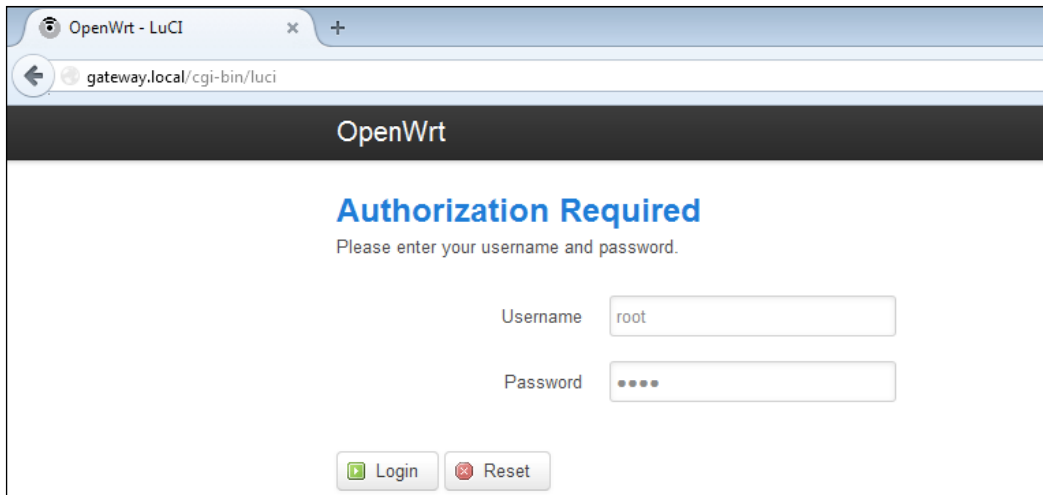 OpenWrt - LuCI
gateway.local/cgi-bin/luci
OpenWrt
Authorization Required
Please enter your username and password.
Username root
Password ••••
Login Reset